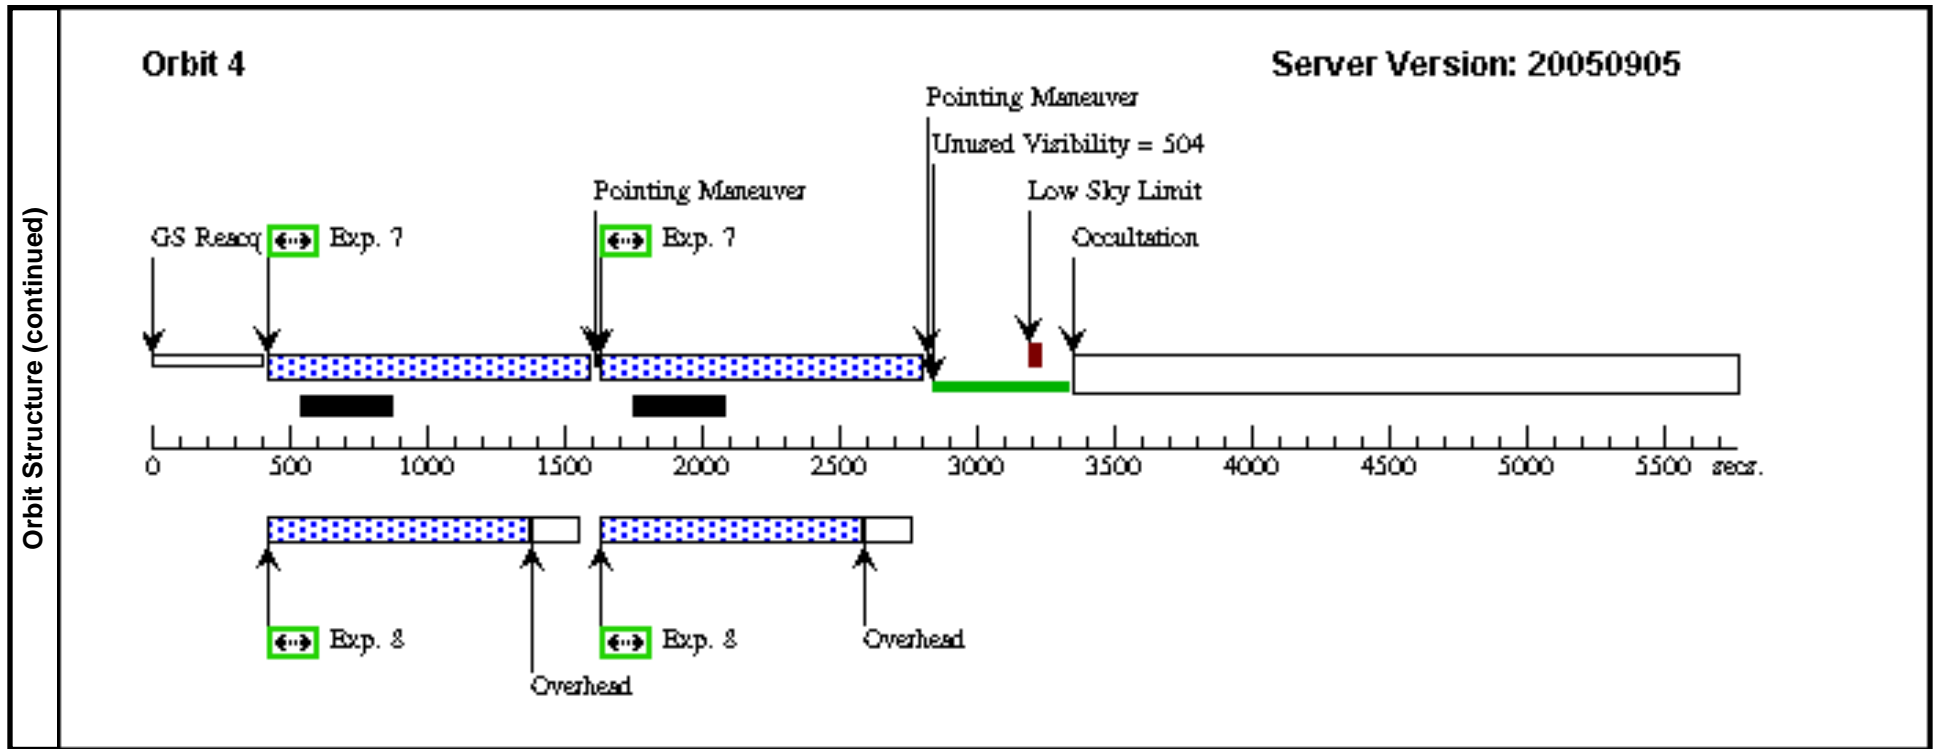 Orbit Structure (continued)
Orbit 4
Server Version: 20050905
Pointing Maneuver
Unused Visibility = 504
Pointing Maneuver
Low Sky Limit
GS Reacq
Exp. 7
Exp. 7
Occultation
0 500 1000 1500 2000 2500 3000 3500 4000 4500 5000 5500 secs.
Exp. 8
Exp. 8
Overhead
Overhead